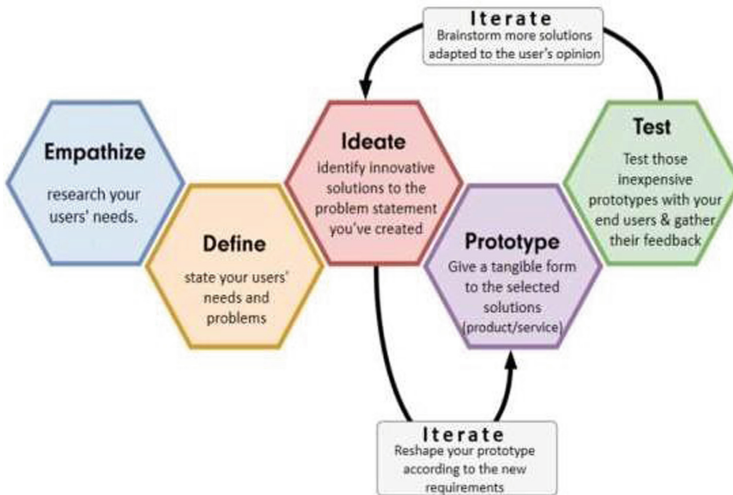 Iterate
Brainstorm more solutions
adapted to the user's opinion
Empathize
research your
users' needs.
Define
state your users'
needs and
problems
Ideate
identify innovative
solutions to the
problem statement
you've created
Prototype
Give a tangible form
to the selected
solutions
(product/service)
Test
Test those
inexpensive
prototypes with your
end users & gather
their feedback
Iterate
Reshape your prototype
according to the new
requirements